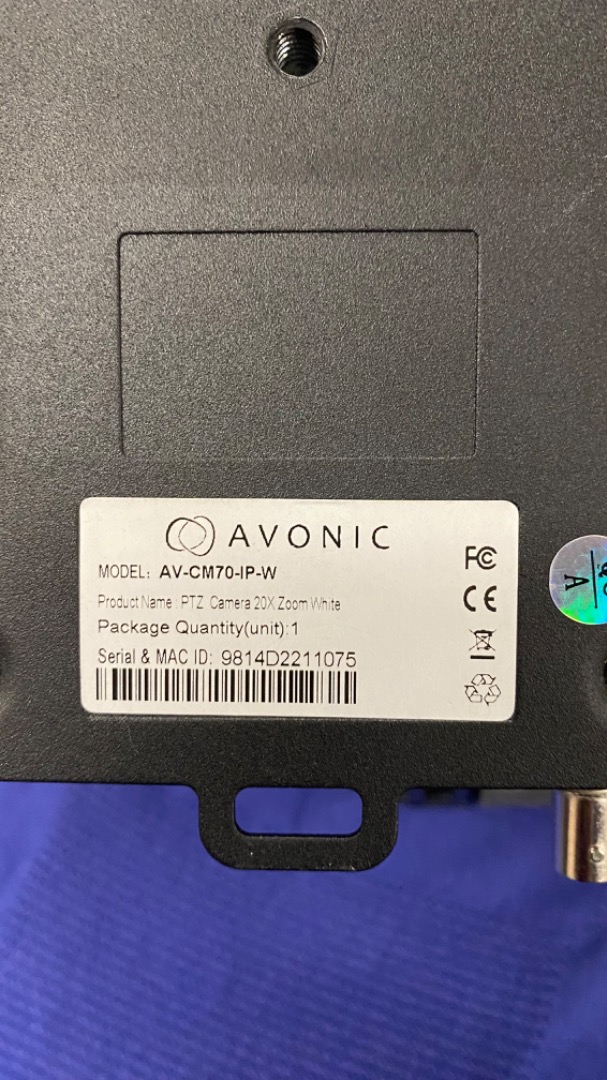 AVONIC
MODEL: AV-CM70-IP-W
Product Name : PTZ Camera 20X Zoom White
Package Quantity(unit):1
Serial & MAC ID: 9814D2211075
FC
CE
A